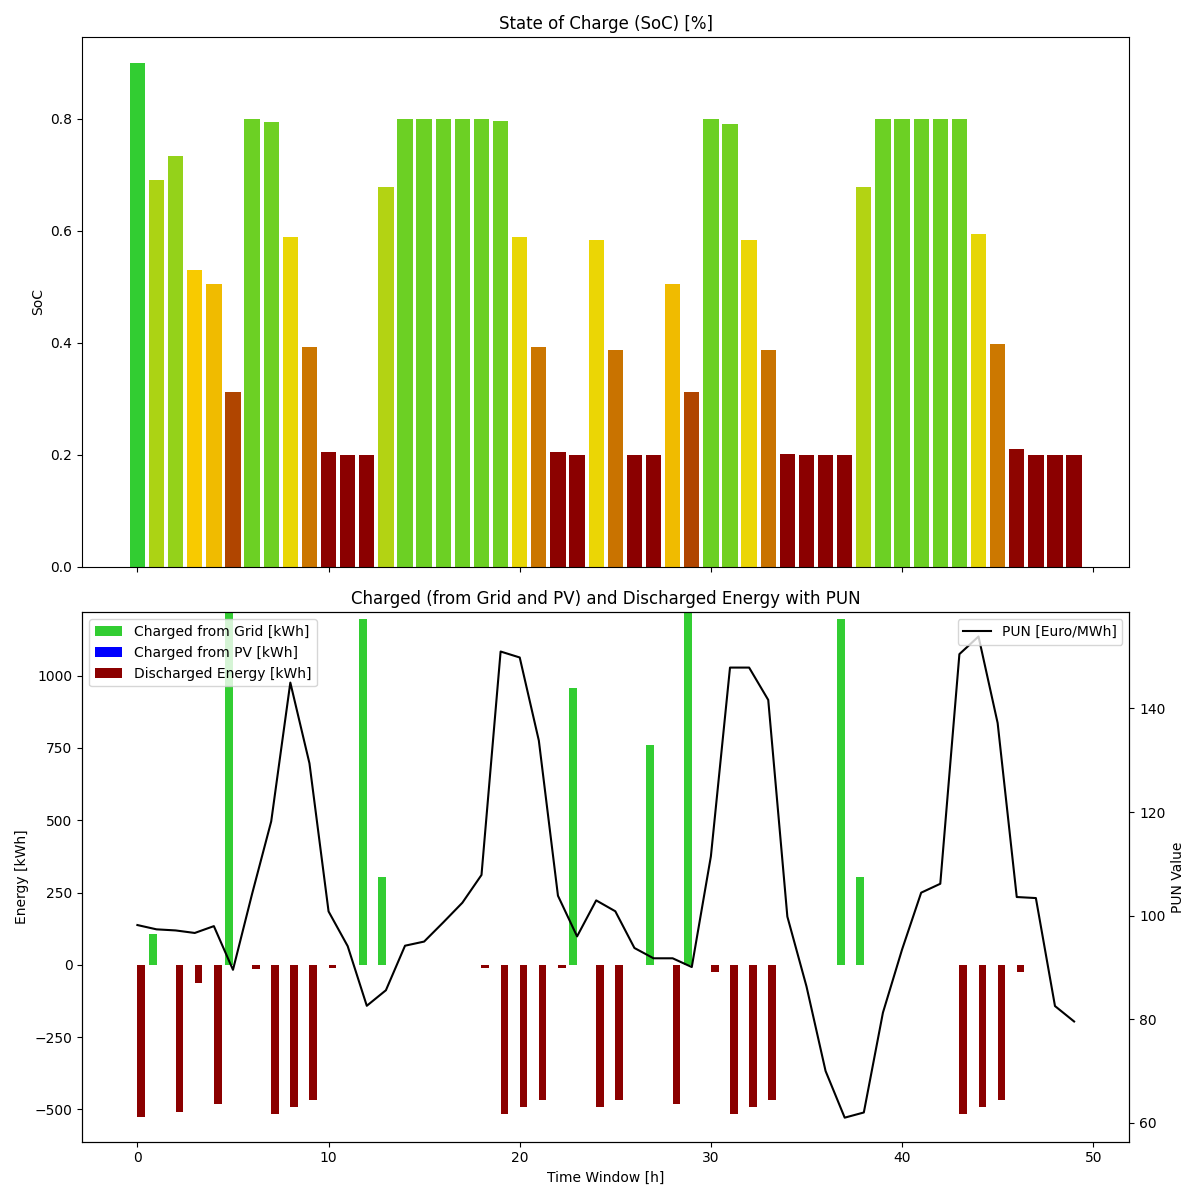 State of Charge (SoC) [%]
SoC
0.8
0.6
0.4
0.2
0.0
Charged (from Grid and PV) and Discharged Energy with PUN
Charged from Grid [kWh]
Charged from PV [kWh]
Discharged Energy [kWh]
PUN [Euro/MWh]
Energy [kWh]
1000
750
500
250
0
−250
−500
140
120
100
80
60
PUN Value
0 10 20 30 40 50
Time Window [h]